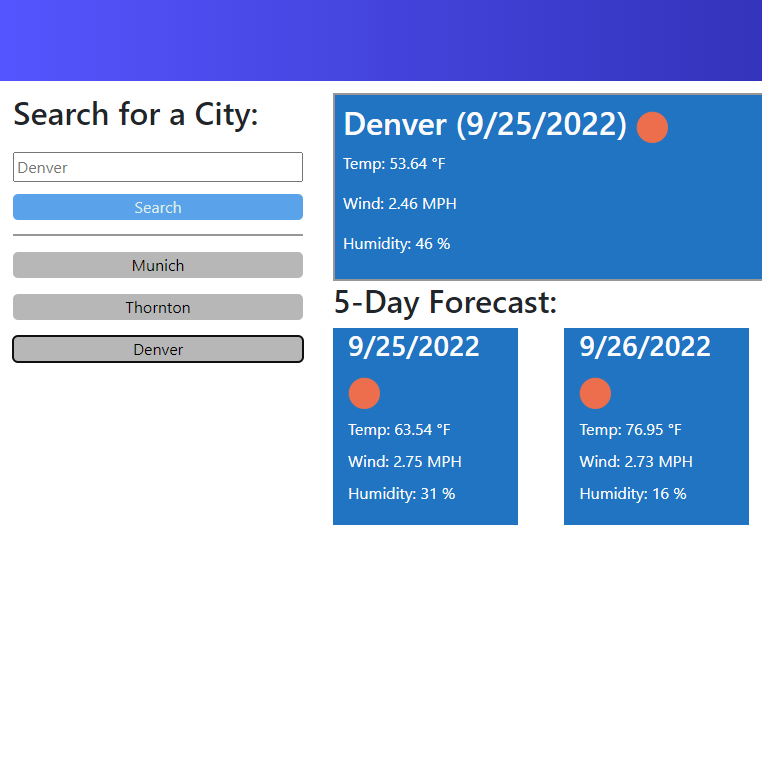 Search for a City:
Denver
Search
Munich
Thornton
Denver
Denver (9/25/2022)
Temp: 53.64 °F
Wind: 2.46 MPH
Humidity: 46 %
5-Day Forecast:
9/25/2022
Temp: 63.54 °F
Wind: 2.75 MPH
Humidity: 31 %
9/26/2022
Temp: 76.95 °F
Wind: 2.73 MPH
Humidity: 16 %